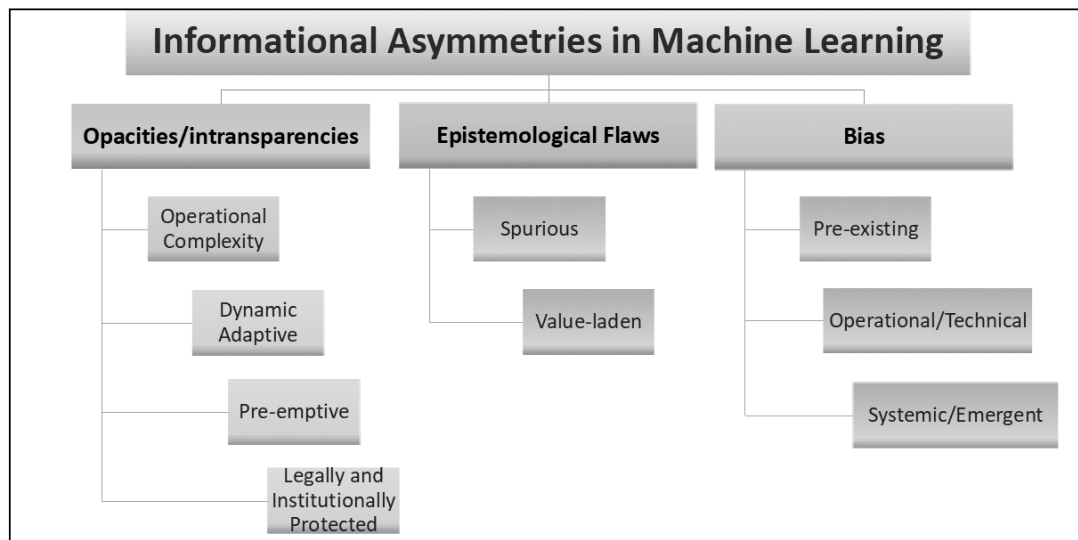 Informational Asymmetries in Machine Learning
Opacities/intransparencies
Operational
Complexity
Dynamic
Adaptive
Pre-emptive
Legally and
Institutionally
Protected
Epistemological Flaws
Spurious
Value-laden
Bias
Pre-existing
Operational/Technical
Systemic/Emergent